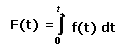 F(t) = ∫₀ᵗ f(t) dt